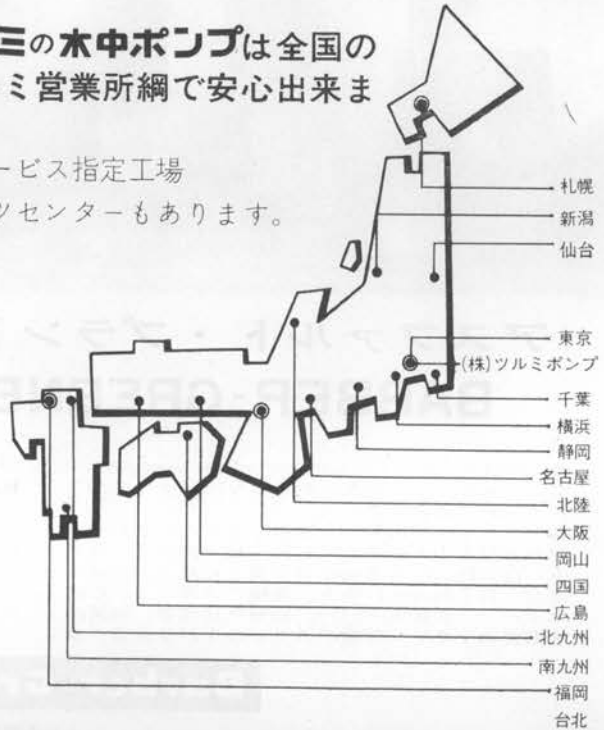 ミの水中ポンプは全国の
ミ営業所綱で安心出来ま
ービス指定工場
ツセンターもあります。
札幌
新潟
仙台
東京
(株)ツルミポンプ
千葉
横浜
静岡
名古屋
北陸
大阪
岡山
四国
広島
北九州
南九州
福岡
台北